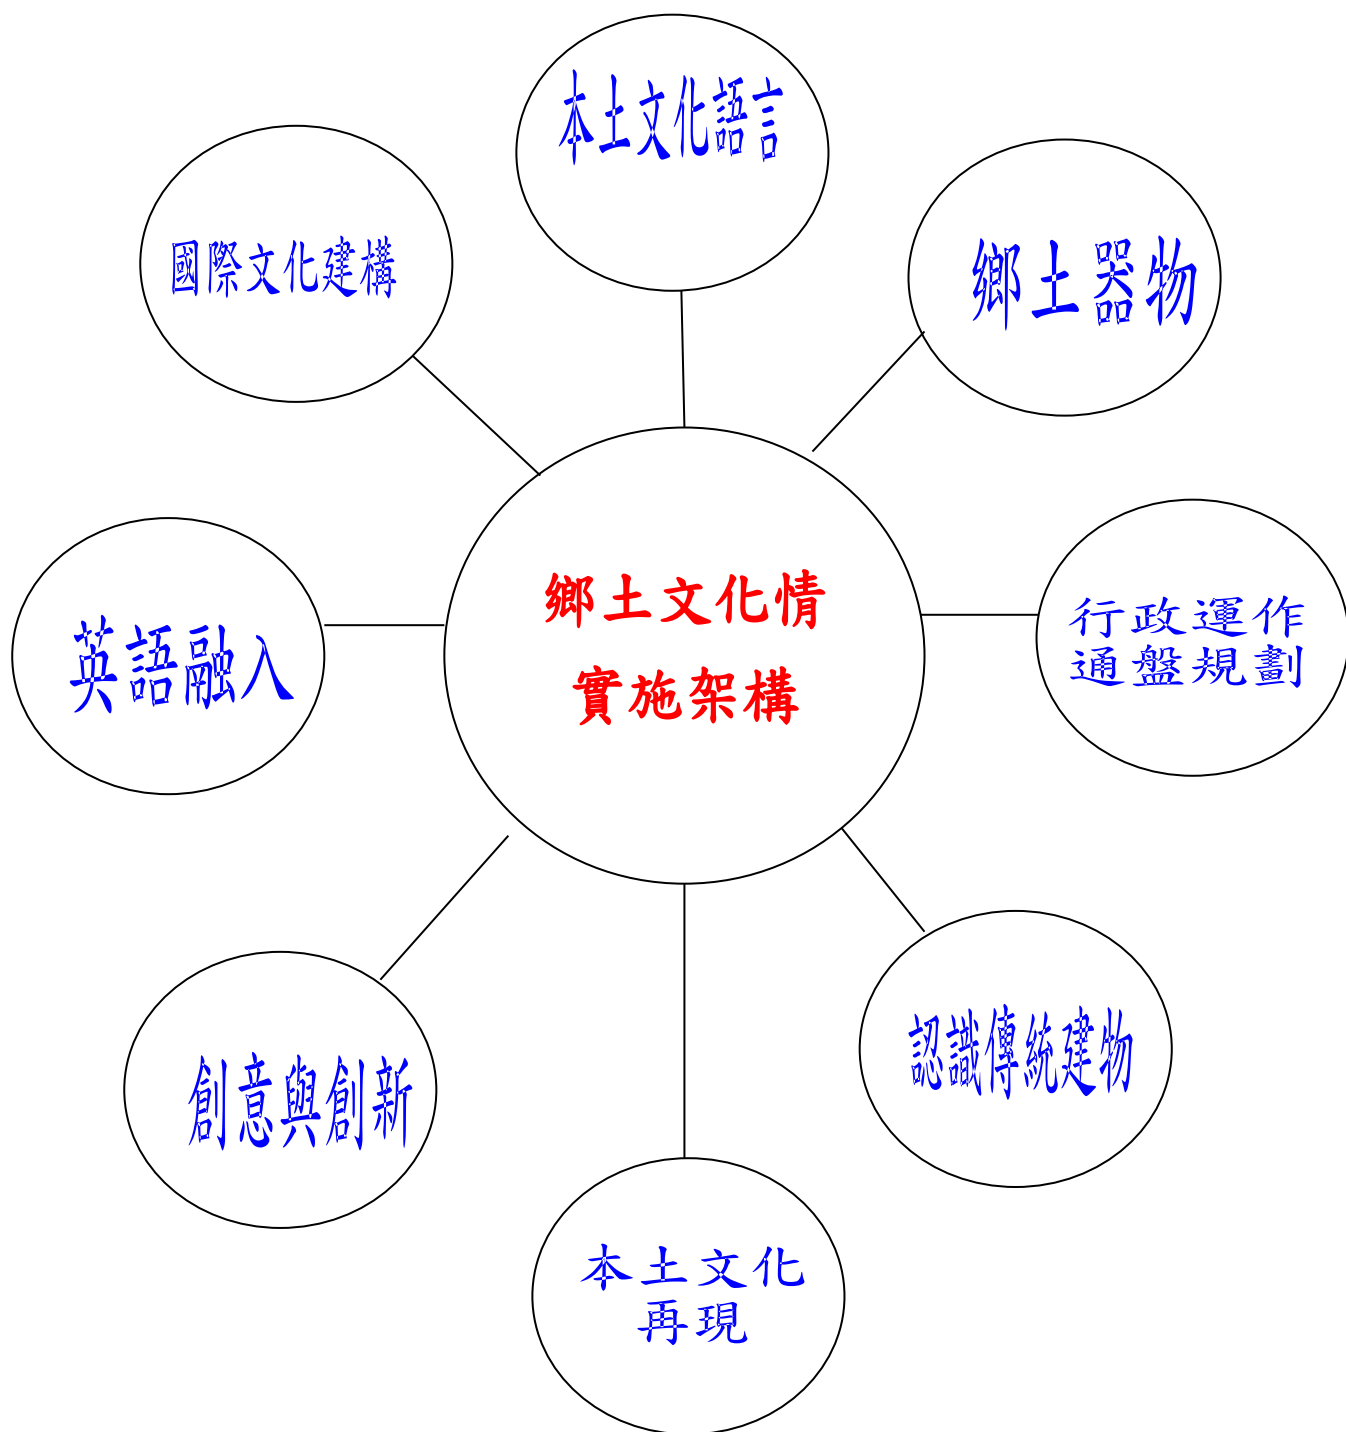 本土文化語言
國際文化建構
鄉土器物
鄉土文化情
實施架構
行政運作
通盤規劃
英語融入
認識傳統建物
創意與創新
本土文化
再現